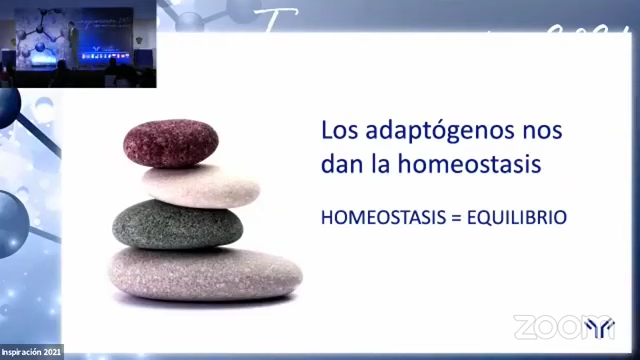 Los adaptógenos nos
dan la homeostasis
HOMEOSTASIS = EQUILIBRIO
zoom
Inspiración 2021